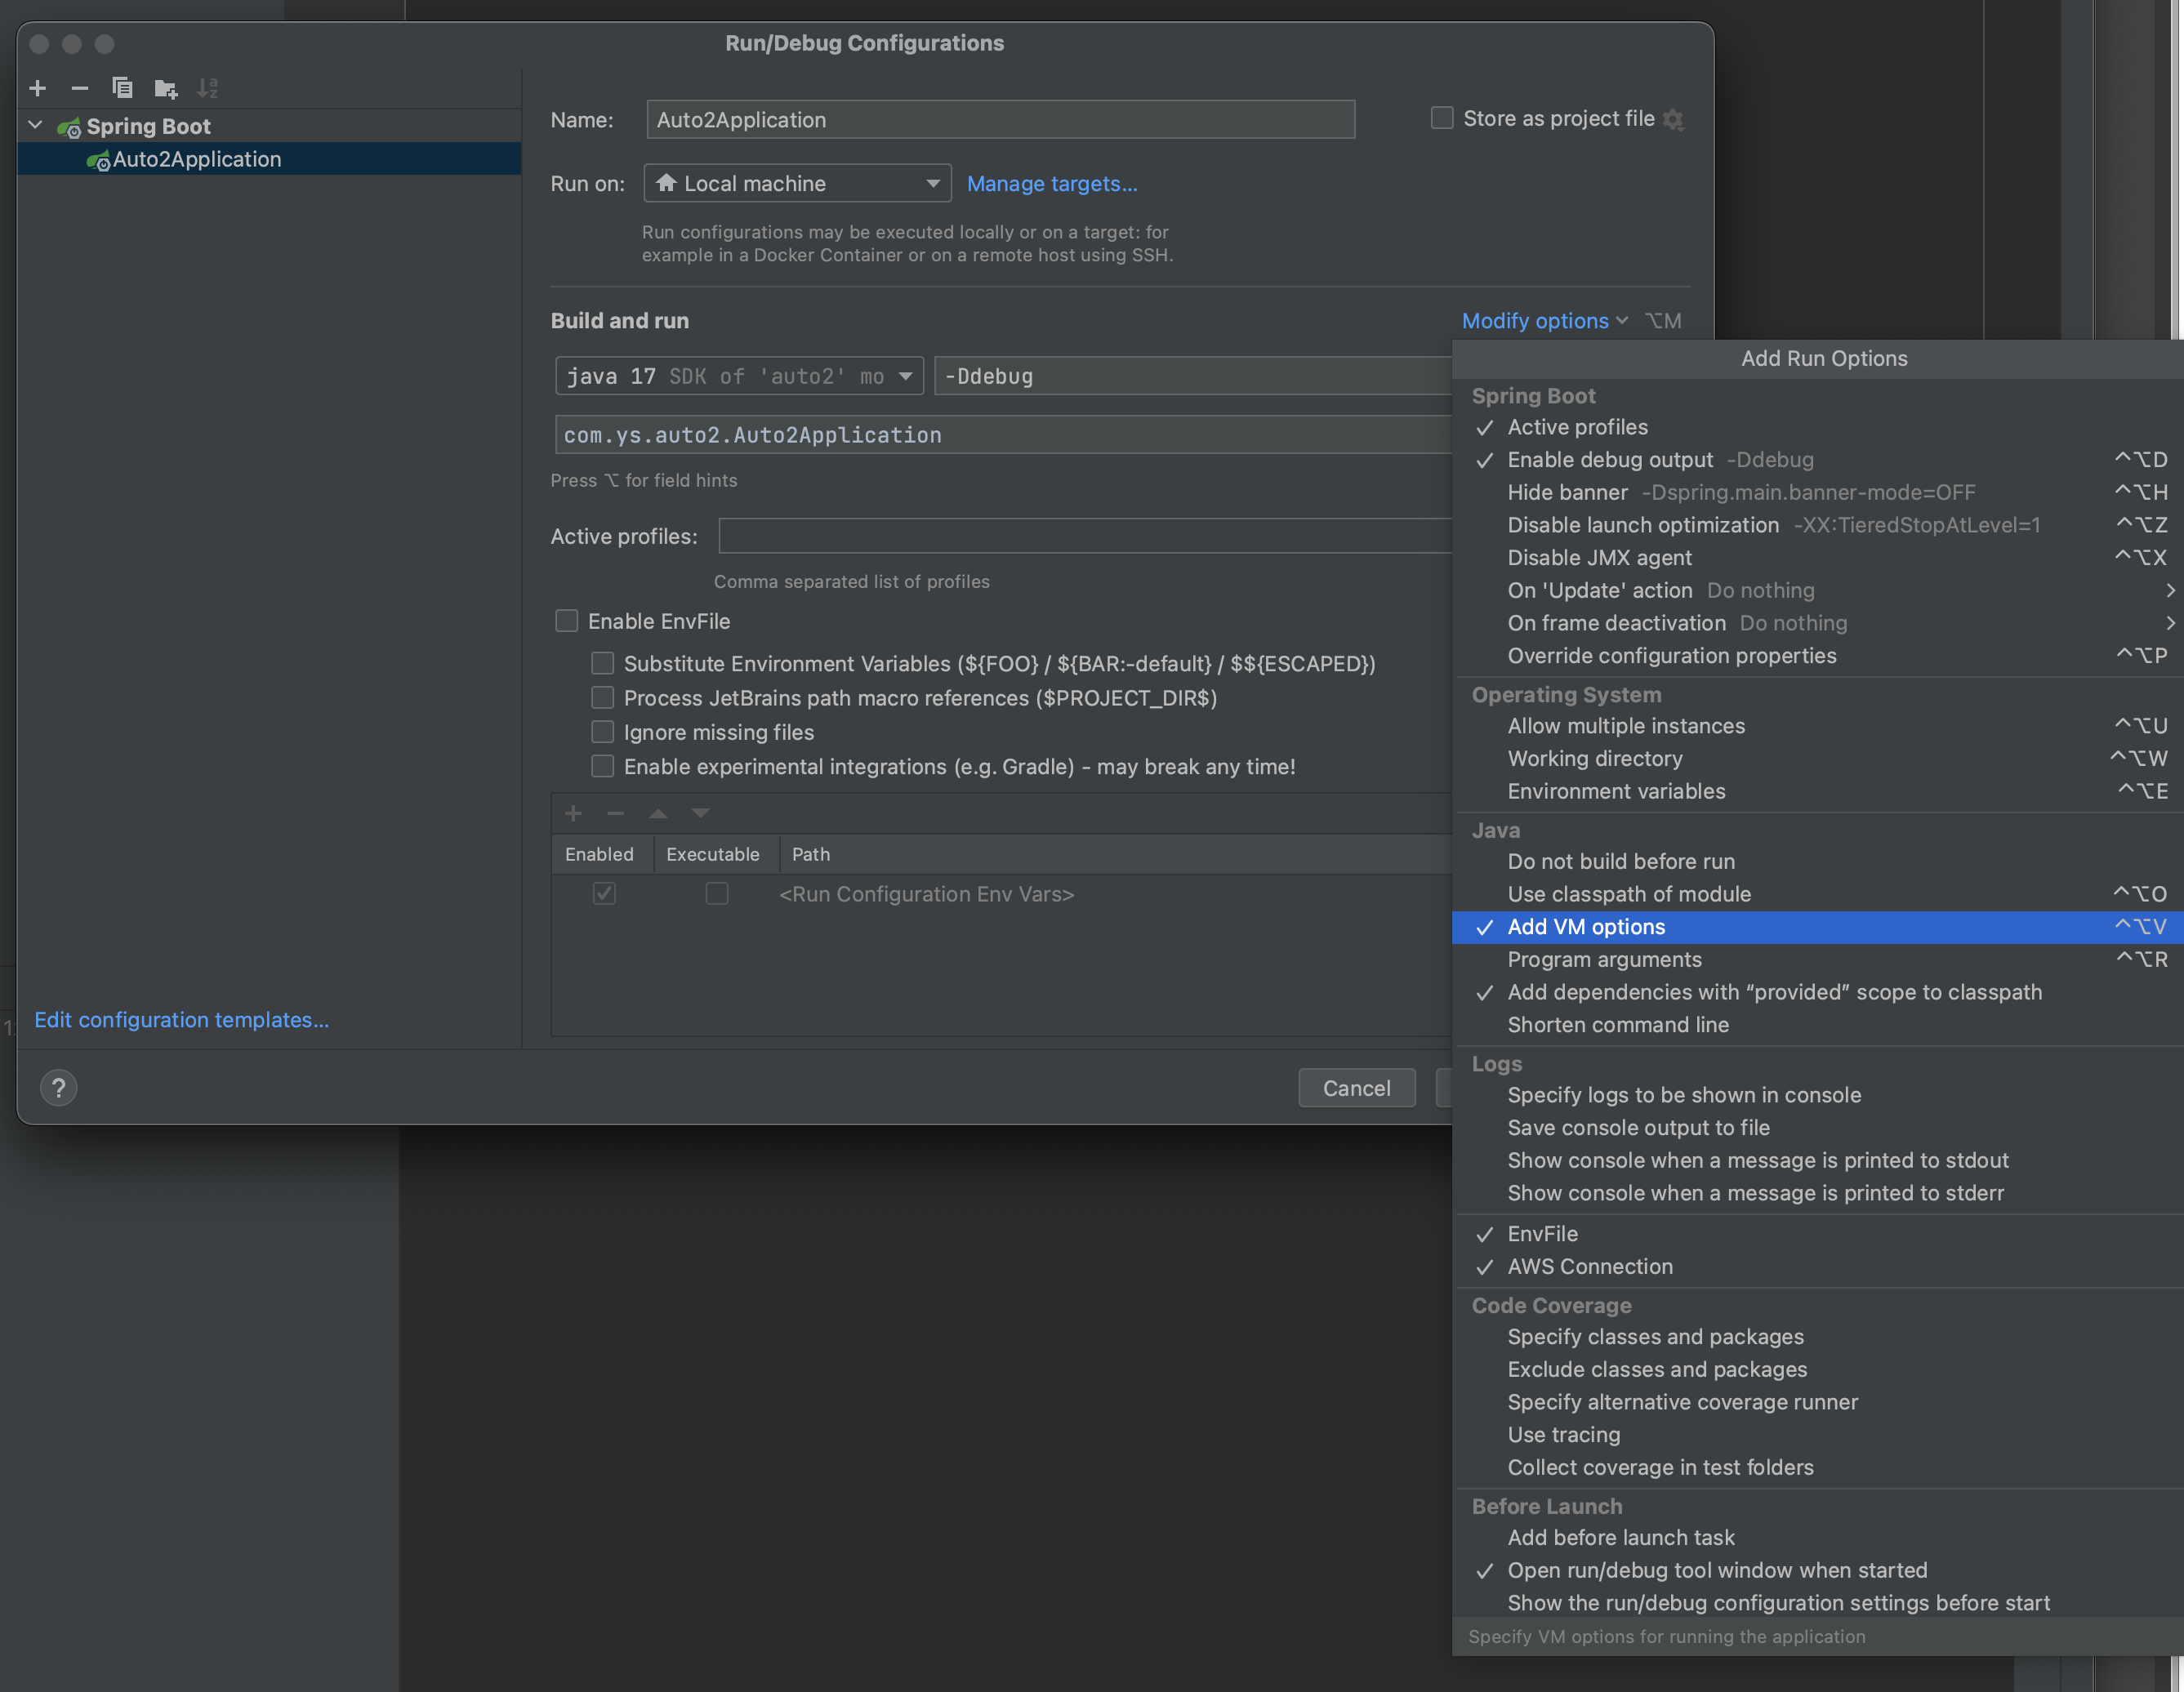 Run/Debug Configurations
Spring Boot
Auto2Application
Edit configuration templates...
?
Name: Auto2Application
Store as project file
Run on: Local machine Manage targets...
Run configurations may be executed locally or on a target: for
example in a Docker Container or on a remote host using SSH.
Build and run
Modify options ⌥M
java 17 SDK of 'auto2' mo -Ddebug
com.ys.auto2.Auto2Application
Press ⌥ for field hints
Active profiles:
Comma separated list of profiles
Enable EnvFile
Substitute Environment Variables (${FOO} / ${BAR:-default} / $${ESCAPED})
Process JetBrains path macro references ($PROJECT_DIR$)
Ignore missing files
Enable experimental integrations (e.g. Gradle) - may break any time!
Enabled Executable Path
<Run Configuration Env Vars>
Cancel
Add Run Options
Spring Boot
Active profiles
Enable debug output -Ddebug ⌃⌥D
Hide banner -Dspring.main.banner-mode=OFF ⌃⌥H
Disable launch optimization -XX:TieredStopAtLevel=1 ⌃⌥Z
Disable JMX agent ⌃⌥X
On 'Update' action Do nothing
On frame deactivation Do nothing
Override configuration properties ⌃⌥P
Operating System
Allow multiple instances ⌃⌥U
Working directory ⌃⌥W
Environment variables ⌃⌥E
Java
Do not build before run
Use classpath of module ⌃⌥O
Add VM options ⌃⌥V
Program arguments ⌃⌥R
Add dependencies with “provided” scope to classpath
Shorten command line
Logs
Specify logs to be shown in console
Save console output to file
Show console when a message is printed to stdout
Show console when a message is printed to stderr
EnvFile
AWS Connection
Code Coverage
Specify classes and packages
Exclude classes and packages
Specify alternative coverage runner
Use tracing
Collect coverage in test folders
Before Launch
Add before launch task
Open run/debug tool window when started
Show the run/debug configuration settings before start
Specify VM options for running the application